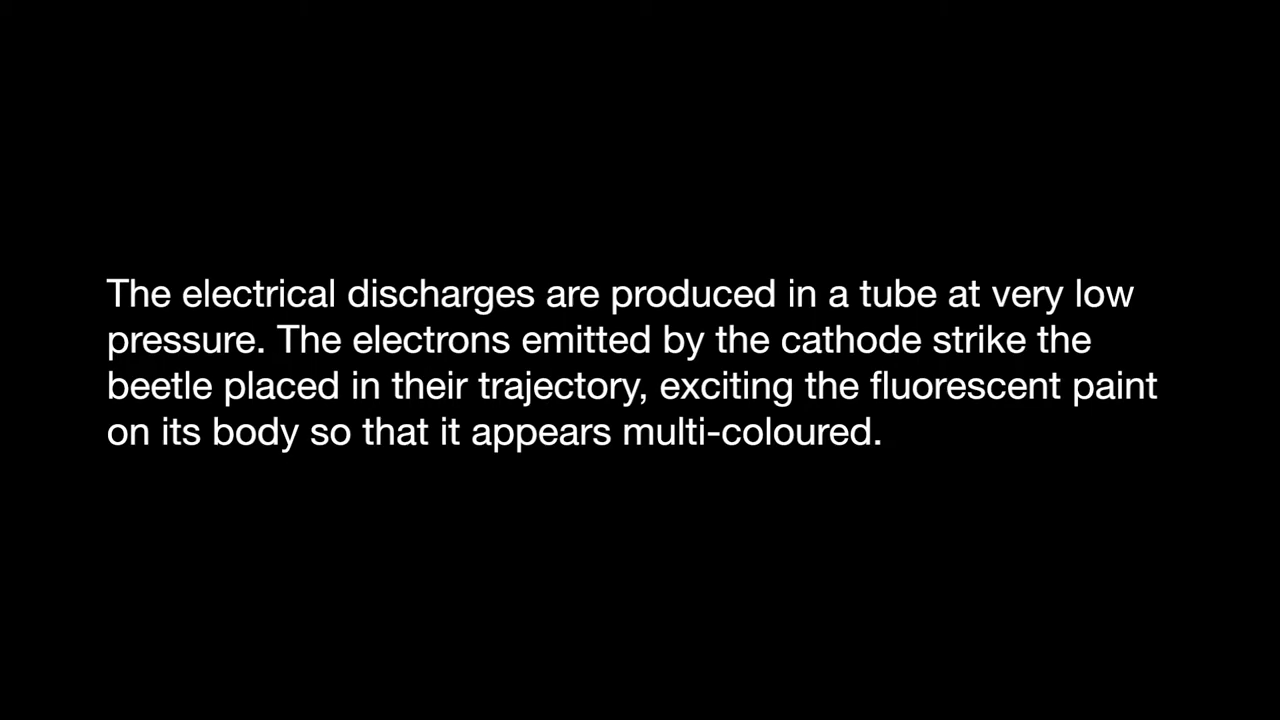 The electrical discharges are produced in a tube at very low
pressure. The electrons emitted by the cathode strike the
beetle placed in their trajectory, exciting the fluorescent paint
on its body so that it appears multi-coloured.